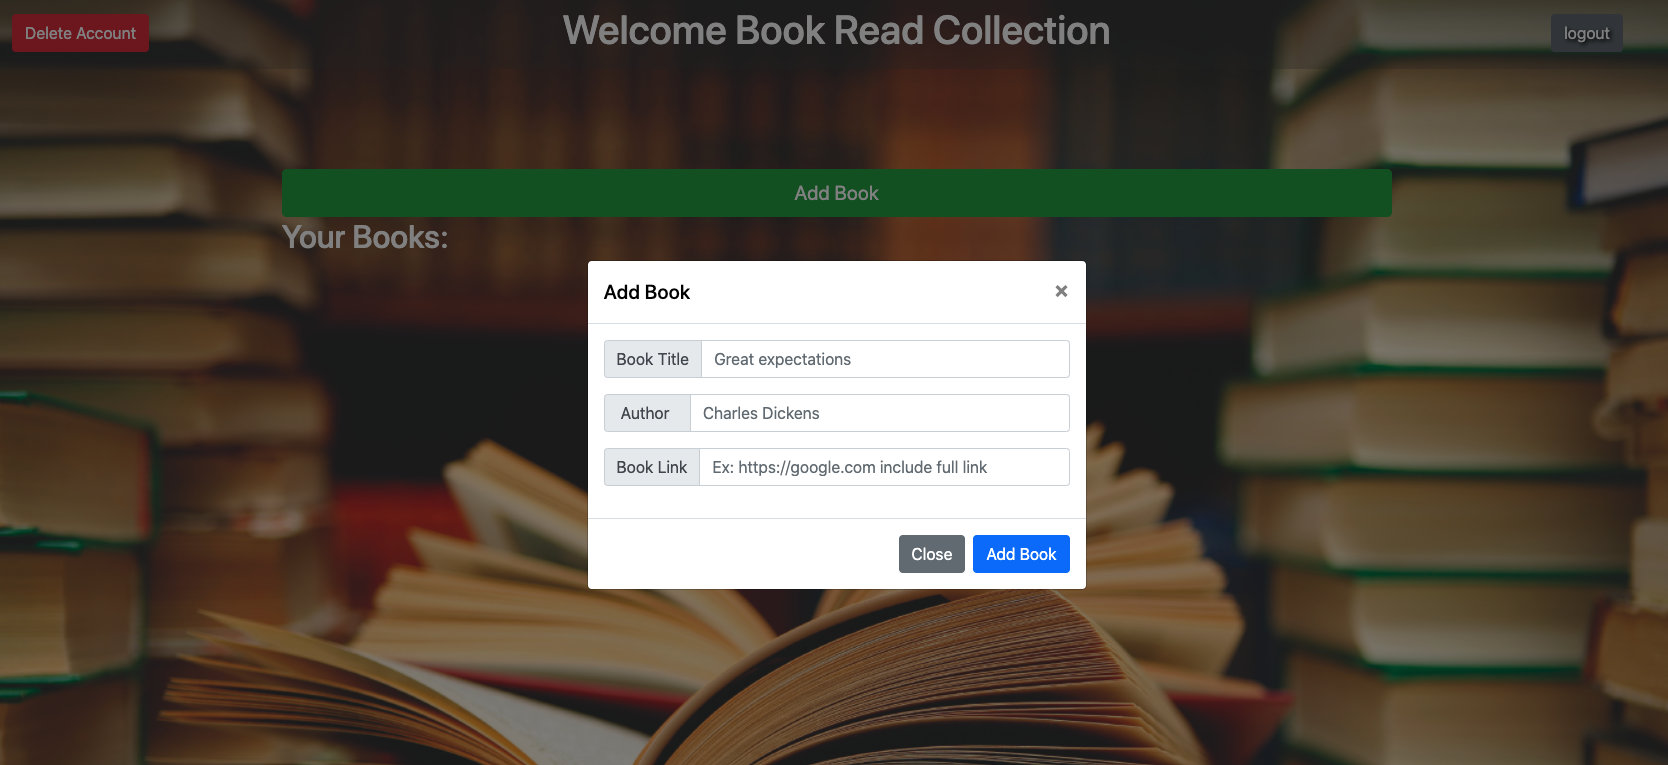 Delete Account
Welcome Book Read Collection
logout
Add Book
Your Books:
Add Book
×
Book Title Great expectations
Author Charles Dickens
Book Link Ex: https://google.com include full link
Close Add Book